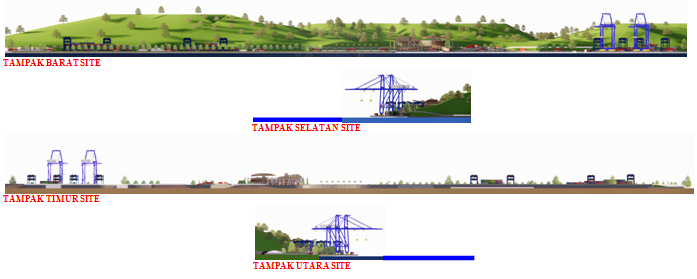 TAMPAK BARAT SITE
TAMPAK SELATAN SITE
TAMPAK TIMUR SITE
TAMPAK UTARA SITE